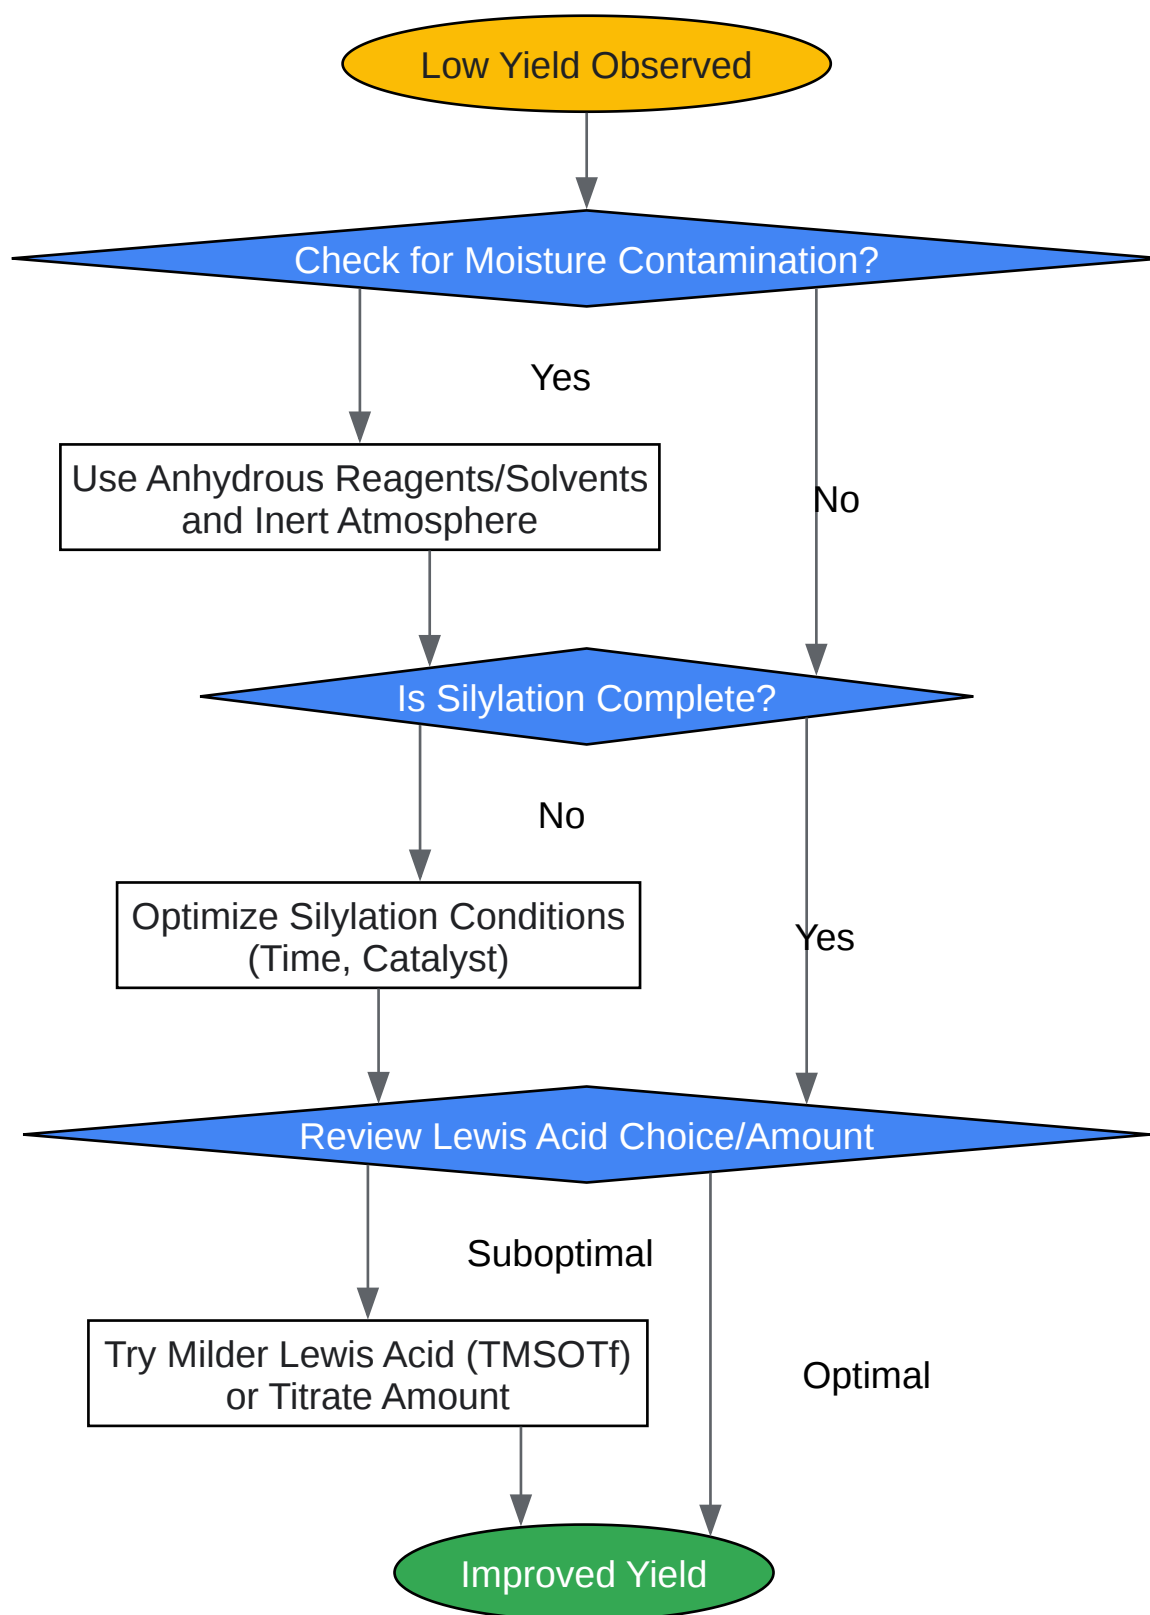 Low Yield Observed
Check for Moisture Contamination?
Yes
Use Anhydrous Reagents/Solvents
and Inert Atmosphere
No
Is Silylation Complete?
No
Optimize Silylation Conditions
(Time, Catalyst)
Yes
Review Lewis Acid Choice/Amount
Suboptimal
Try Milder Lewis Acid (TMSOTf)
or Titrate Amount
Optimal
Improved Yield